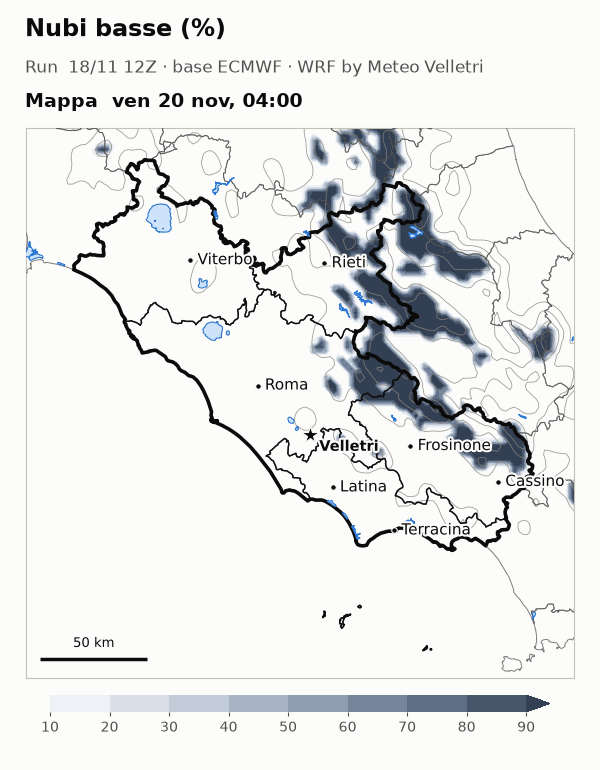 Nubi basse (%)
Run  18/11 12Z · base ECMWF · WRF by Meteo Velletri
Mappa  ven 20 nov, 04:00
Viterbo
Rieti
Roma
Velletri
Frosinone
Cassino
Latina
Terracina
50 km
10 20 30 40 50 60 70 80 90